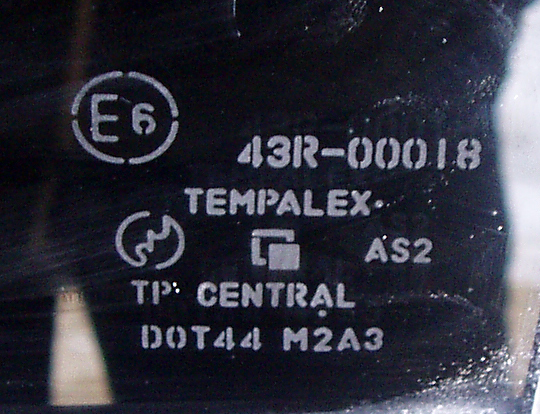 E6
43R-00018
TEMPALEX
AS2
TP CENTRAL
DOT44 M2A3